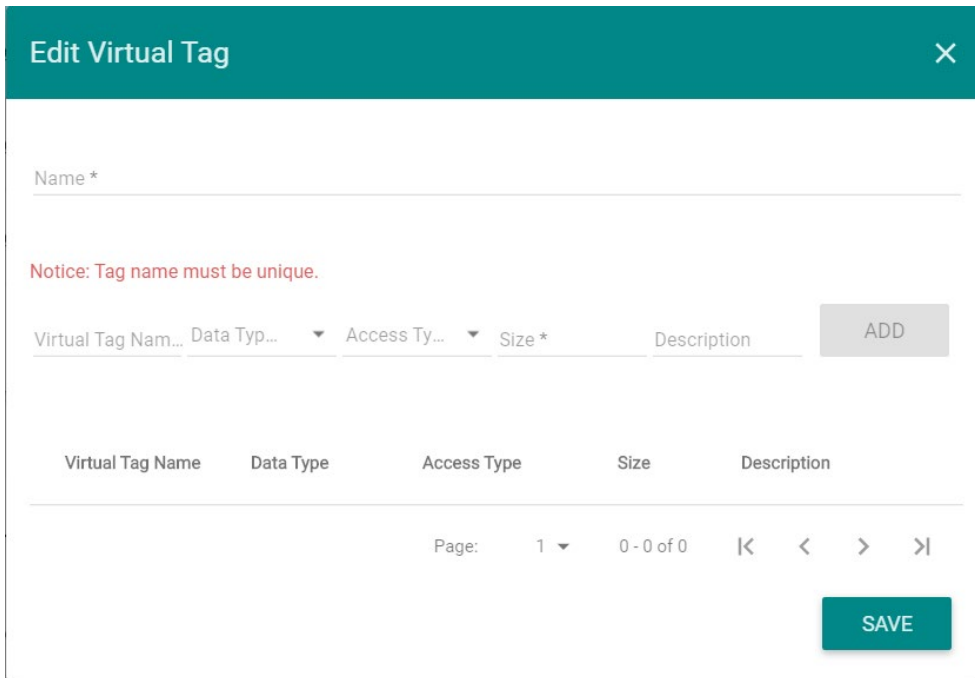 Edit Virtual Tag
Name *
Notice: Tag name must be unique.
Virtual Tag Nam... Data Typ... Access Ty... Size * Description ADD
Virtual Tag Name Data Type Access Type Size Description
Page: 1 0 - 0 of 0
SAVE